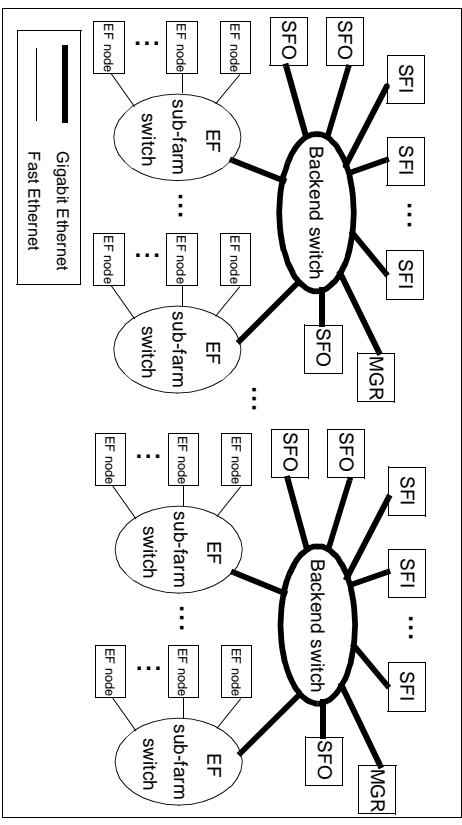 SFI
SFI
...
SFI
MGR
SFO
SFO
Backend switch
SFO
EF
sub-farm
switch
EF node
EF node
...
EF node
...
EF
sub-farm
switch
EF node
EF node
...
EF node
...
SFI
SFI
...
SFI
MGR
SFO
SFO
Backend switch
SFO
EF
sub-farm
switch
EF node
EF node
...
EF node
...
EF
sub-farm
switch
EF node
EF node
...
EF node
Gigabit Ethernet
Fast Ethernet